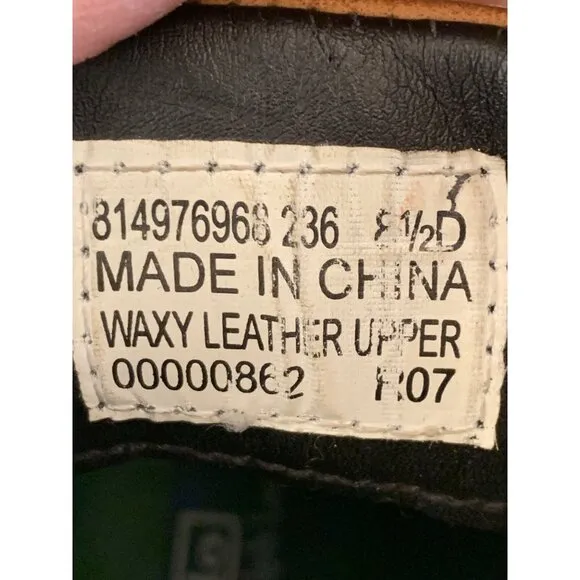 814976968 236 8½D
MADE IN CHINA
WAXY LEATHER UPPER
00000862 R07